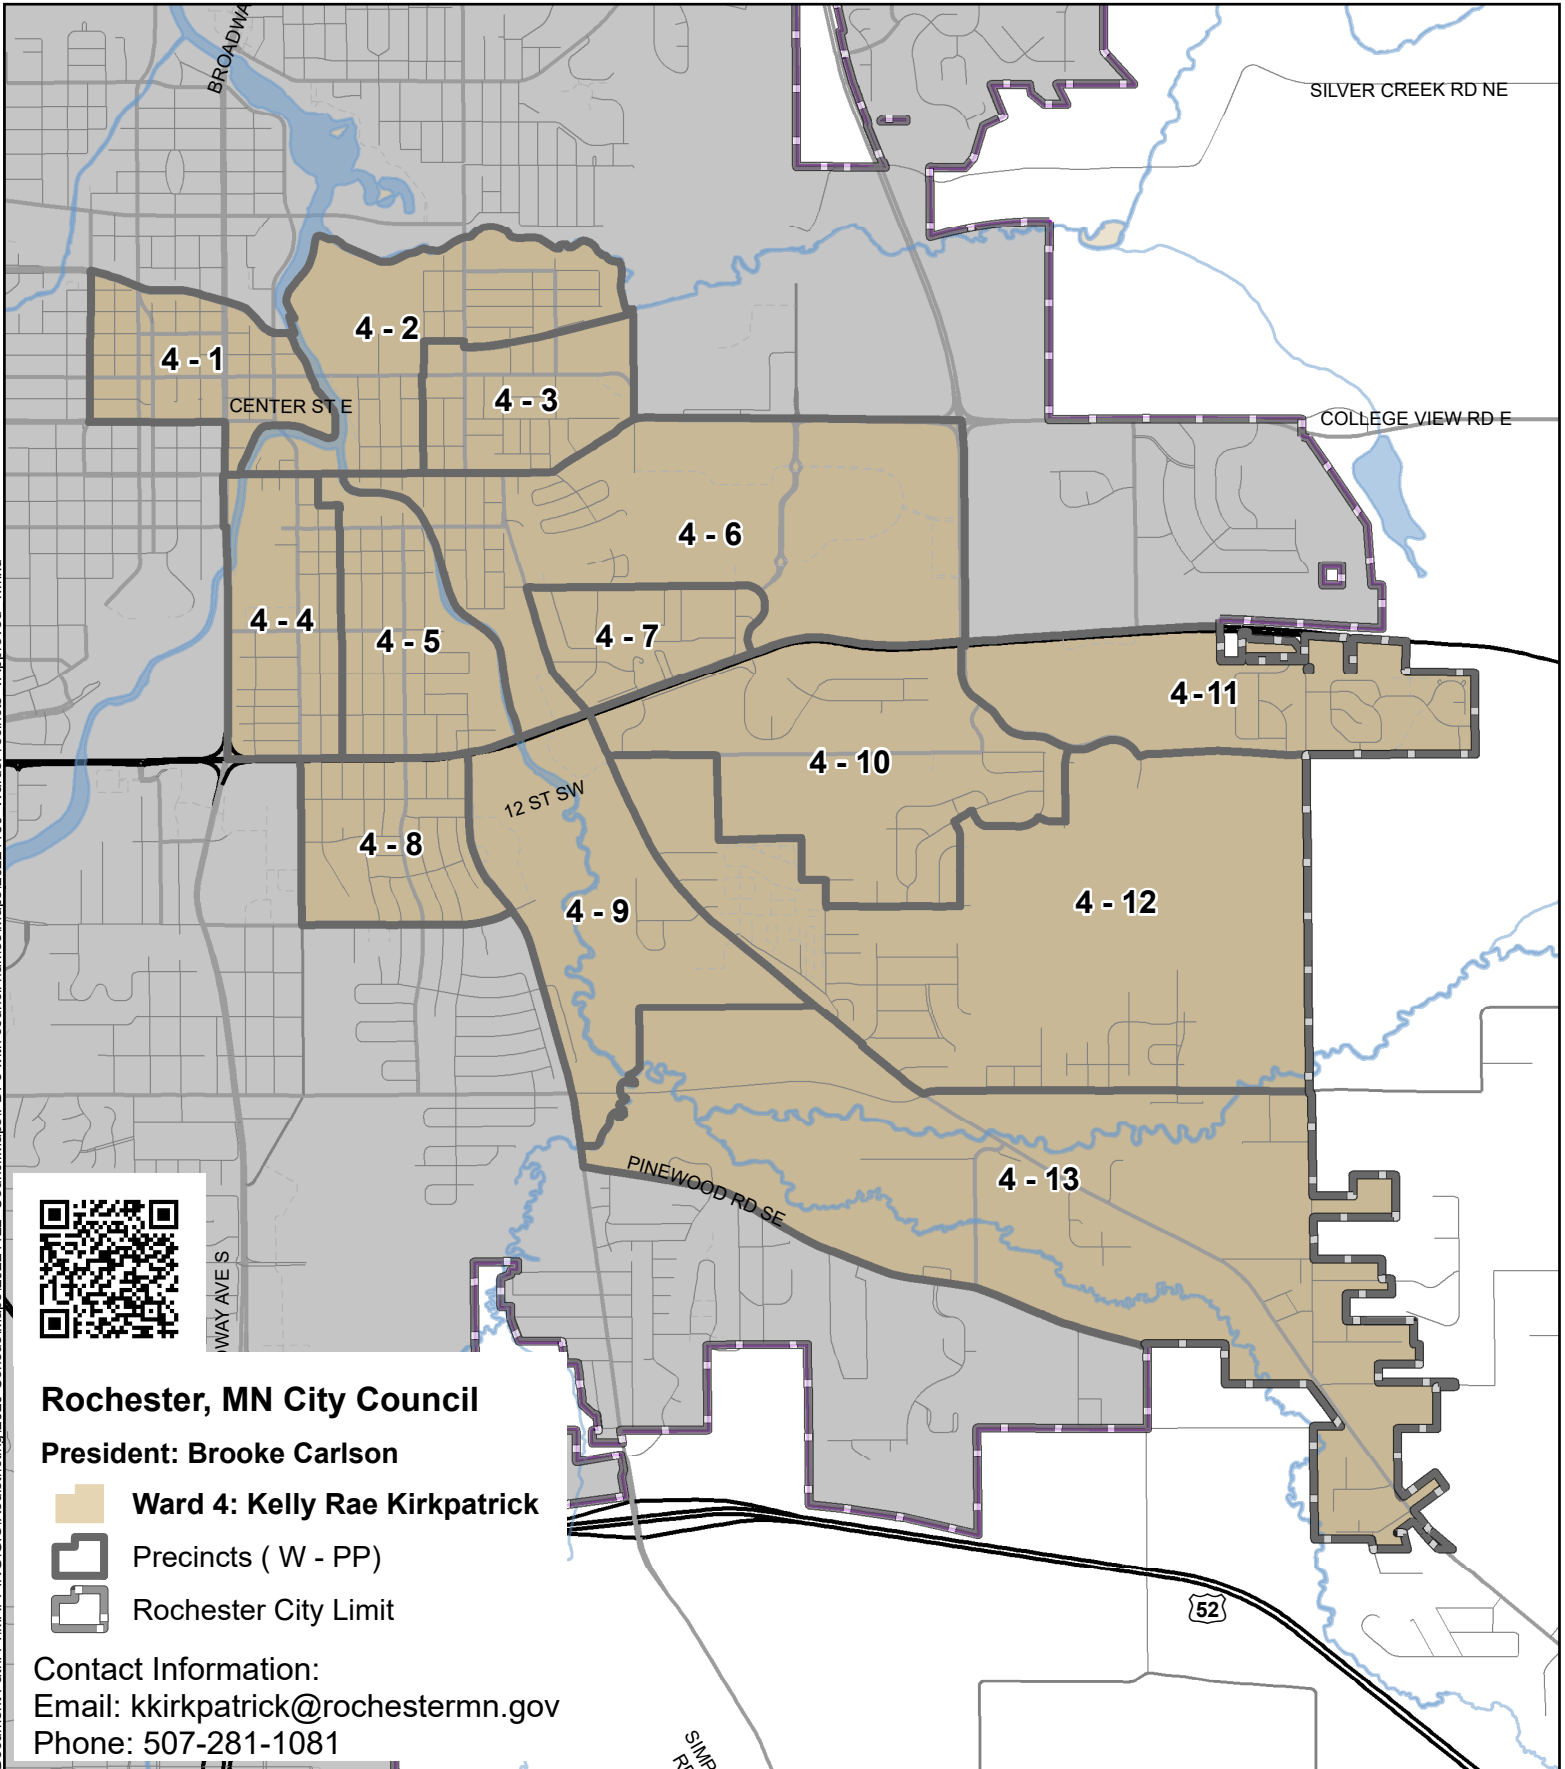 SILVER CREEK RD NE
4 - 2
4 - 1
4 - 3
CENTER ST E
COLLEGE VIEW RD E
4 - 6
4 - 4
4 - 5
4 - 7
4 -11
4 - 10
12 ST SW
4 - 8
4 - 9
4 - 12
PINEWOOD RD SE
4 - 13
Rochester, MN City Council
President: Brooke Carlson
Ward 4: Kelly Rae Kirkpatrick
Precincts ( W - PP)
Rochester City Limit
52
Contact Information:
Email: kkirkpatrick@rochestermn.gov
Phone: 507-281-1081